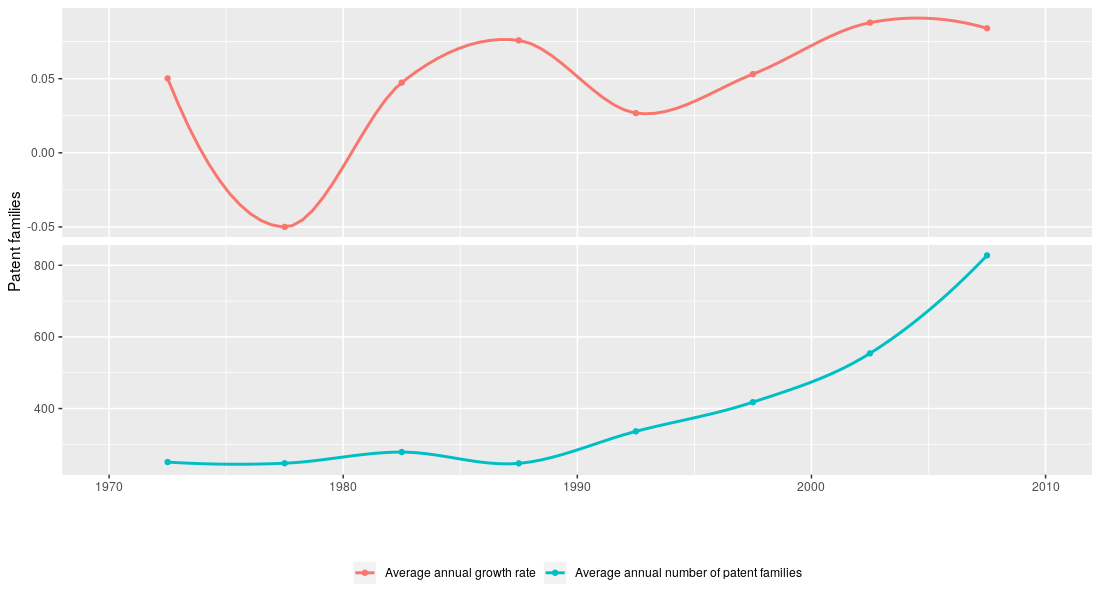 Patent families
0.05
0.00
-0.05
800
600
400
1970 1980 1990 2000 2010
Average annual growth rate Average annual number of patent families